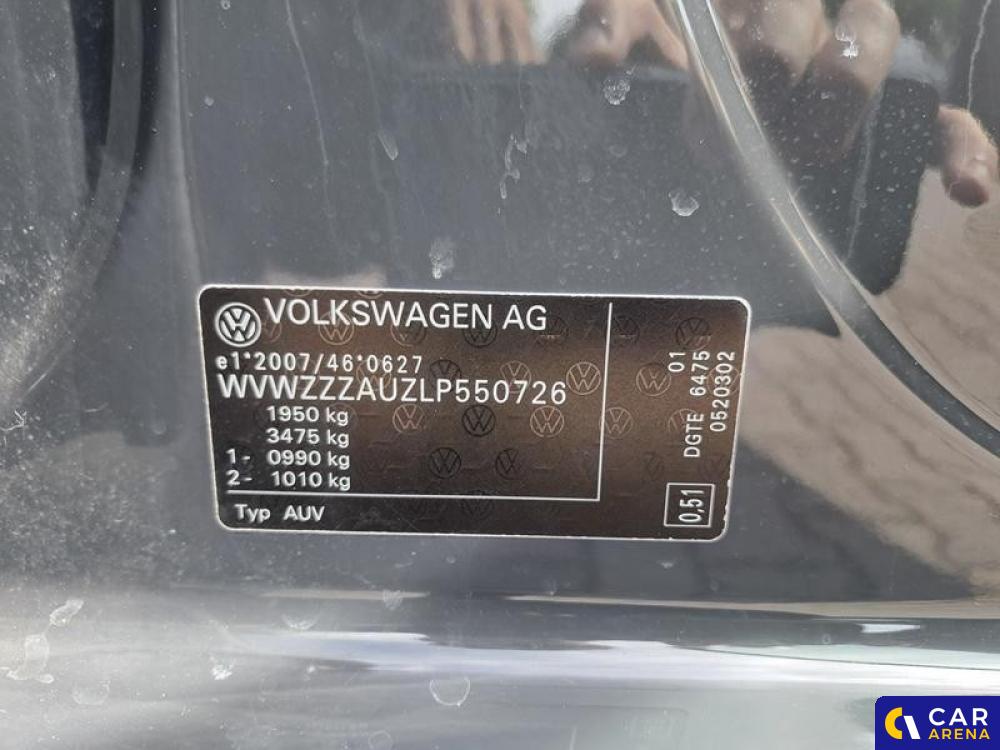 VOLKSWAGEN AG
e1*2007/46*0627
WVWZZZAUZLP550726
1950 kg
3475 kg
1- 0990 kg
2- 1010 kg
Typ AUV
01
DGTE 6475
0520302
0,51
CAR
ARENA